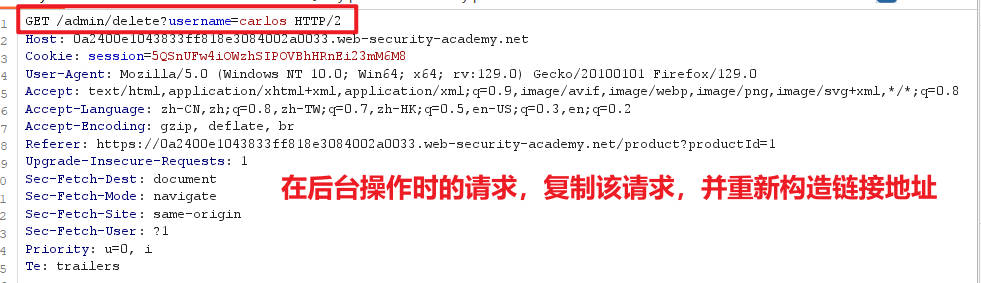 1 GET /admin/delete?username=carlos HTTP/2
2 Host: 0a2400e1043833ff818e3084002a0033.web-security-academy.net
3 Cookie: session=5QSnUFw4iOWzhSIPOVBhHRnEi23mM6M8
4 User-Agent: Mozilla/5.0 (Windows NT 10.0; Win64; x64; rv:129.0) Gecko/20100101 Firefox/129.0
5 Accept: text/html,application/xhtml+xml,application/xml;q=0.9,image/avif,image/webp,image/png,image/svg+xml,*/*;q=0.8
6 Accept-Language: zh-CN,zh;q=0.8,zh-TW;q=0.7,zh-HK;q=0.5,en-US;q=0.3,en;q=0.2
7 Accept-Encoding: gzip, deflate, br
8 Referer: https://0a2400e1043833ff818e3084002a0033.web-security-academy.net/product?productId=1
9 Upgrade-Insecure-Requests: 1
0 Sec-Fetch-Dest: document
1 Sec-Fetch-Mode: navigate
在后台操作时的请求，复制该请求，并重新构造链接地址
2 Sec-Fetch-Site: same-origin
3 Sec-Fetch-User: ?1
4 Priority: u=0, i
5 Te: trailers